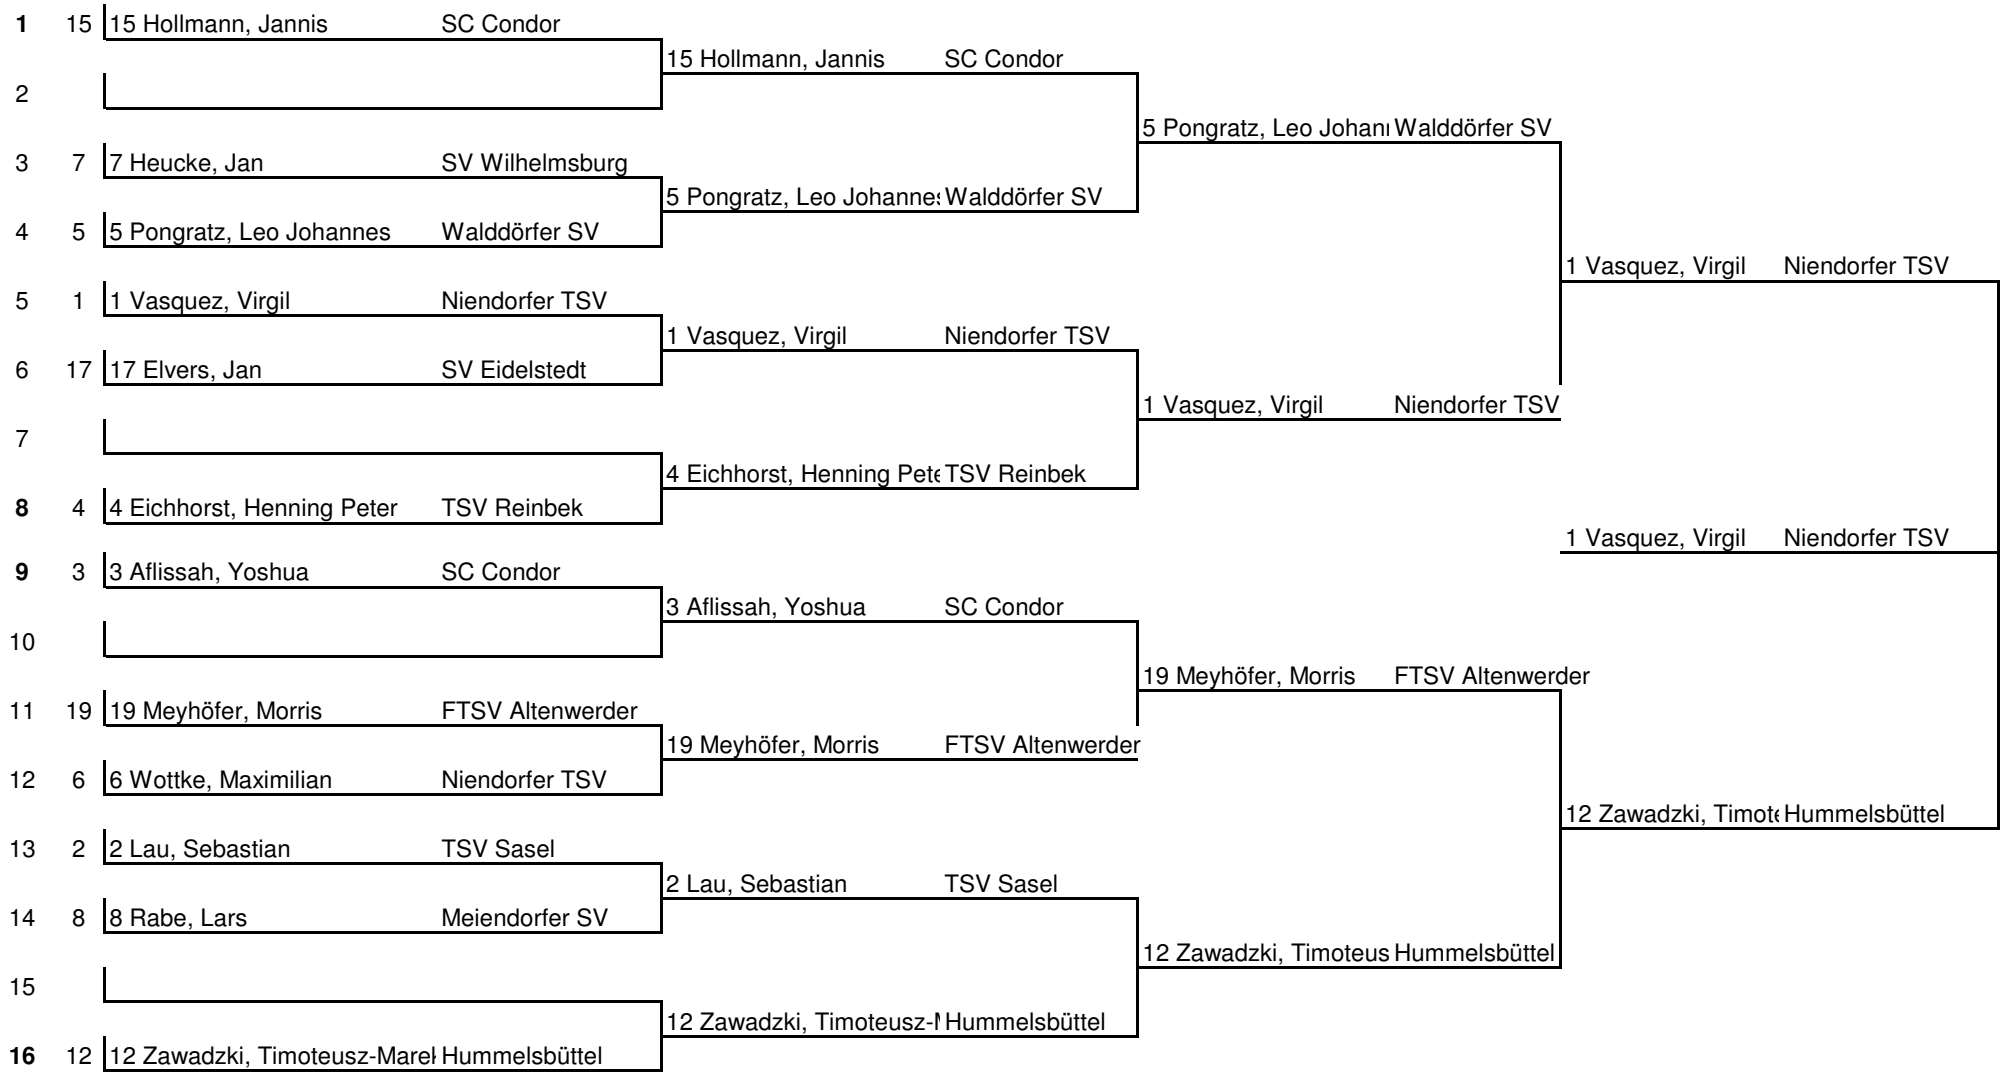 1 15 15 Hollmann, Jannis SC Condor
15 Hollmann, Jannis SC Condor
2
5 Pongratz, Leo Johann Walddörfer SV
3 7 7 Heucke, Jan SV Wilhelmsburg
5 Pongratz, Leo Johannes Walddörfer SV
4 5 5 Pongratz, Leo Johannes Walddörfer SV
1 Vasquez, Virgil Niendorfer TSV
5 1 1 Vasquez, Virgil Niendorfer TSV
1 Vasquez, Virgil Niendorfer TSV
6 17 17 Elvers, Jan SV Eidelstedt
1 Vasquez, Virgil Niendorfer TSV
7
4 Eichhorst, Henning Pete TSV Reinbek
8 4 4 Eichhorst, Henning Peter TSV Reinbek
1 Vasquez, Virgil Niendorfer TSV
9 3 3 Aflissah, Yoshua SC Condor
3 Aflissah, Yoshua SC Condor
10
19 Meyhöfer, Morris FTSV Altenwerder
11 19 19 Meyhöfer, Morris FTSV Altenwerder
19 Meyhöfer, Morris FTSV Altenwerder
12 6 6 Wottke, Maximilian Niendorfer TSV
12 Zawadzki, Timote Hummelsbüttel
13 2 2 Lau, Sebastian TSV Sasel
2 Lau, Sebastian TSV Sasel
14 8 8 Rabe, Lars Meiendorfer SV
12 Zawadzki, Timoteus Hummelsbüttel
15
12 Zawadzki, Timoteusz-M Hummelsbüttel
16 12 12 Zawadzki, Timoteusz-Marek Hummelsbüttel